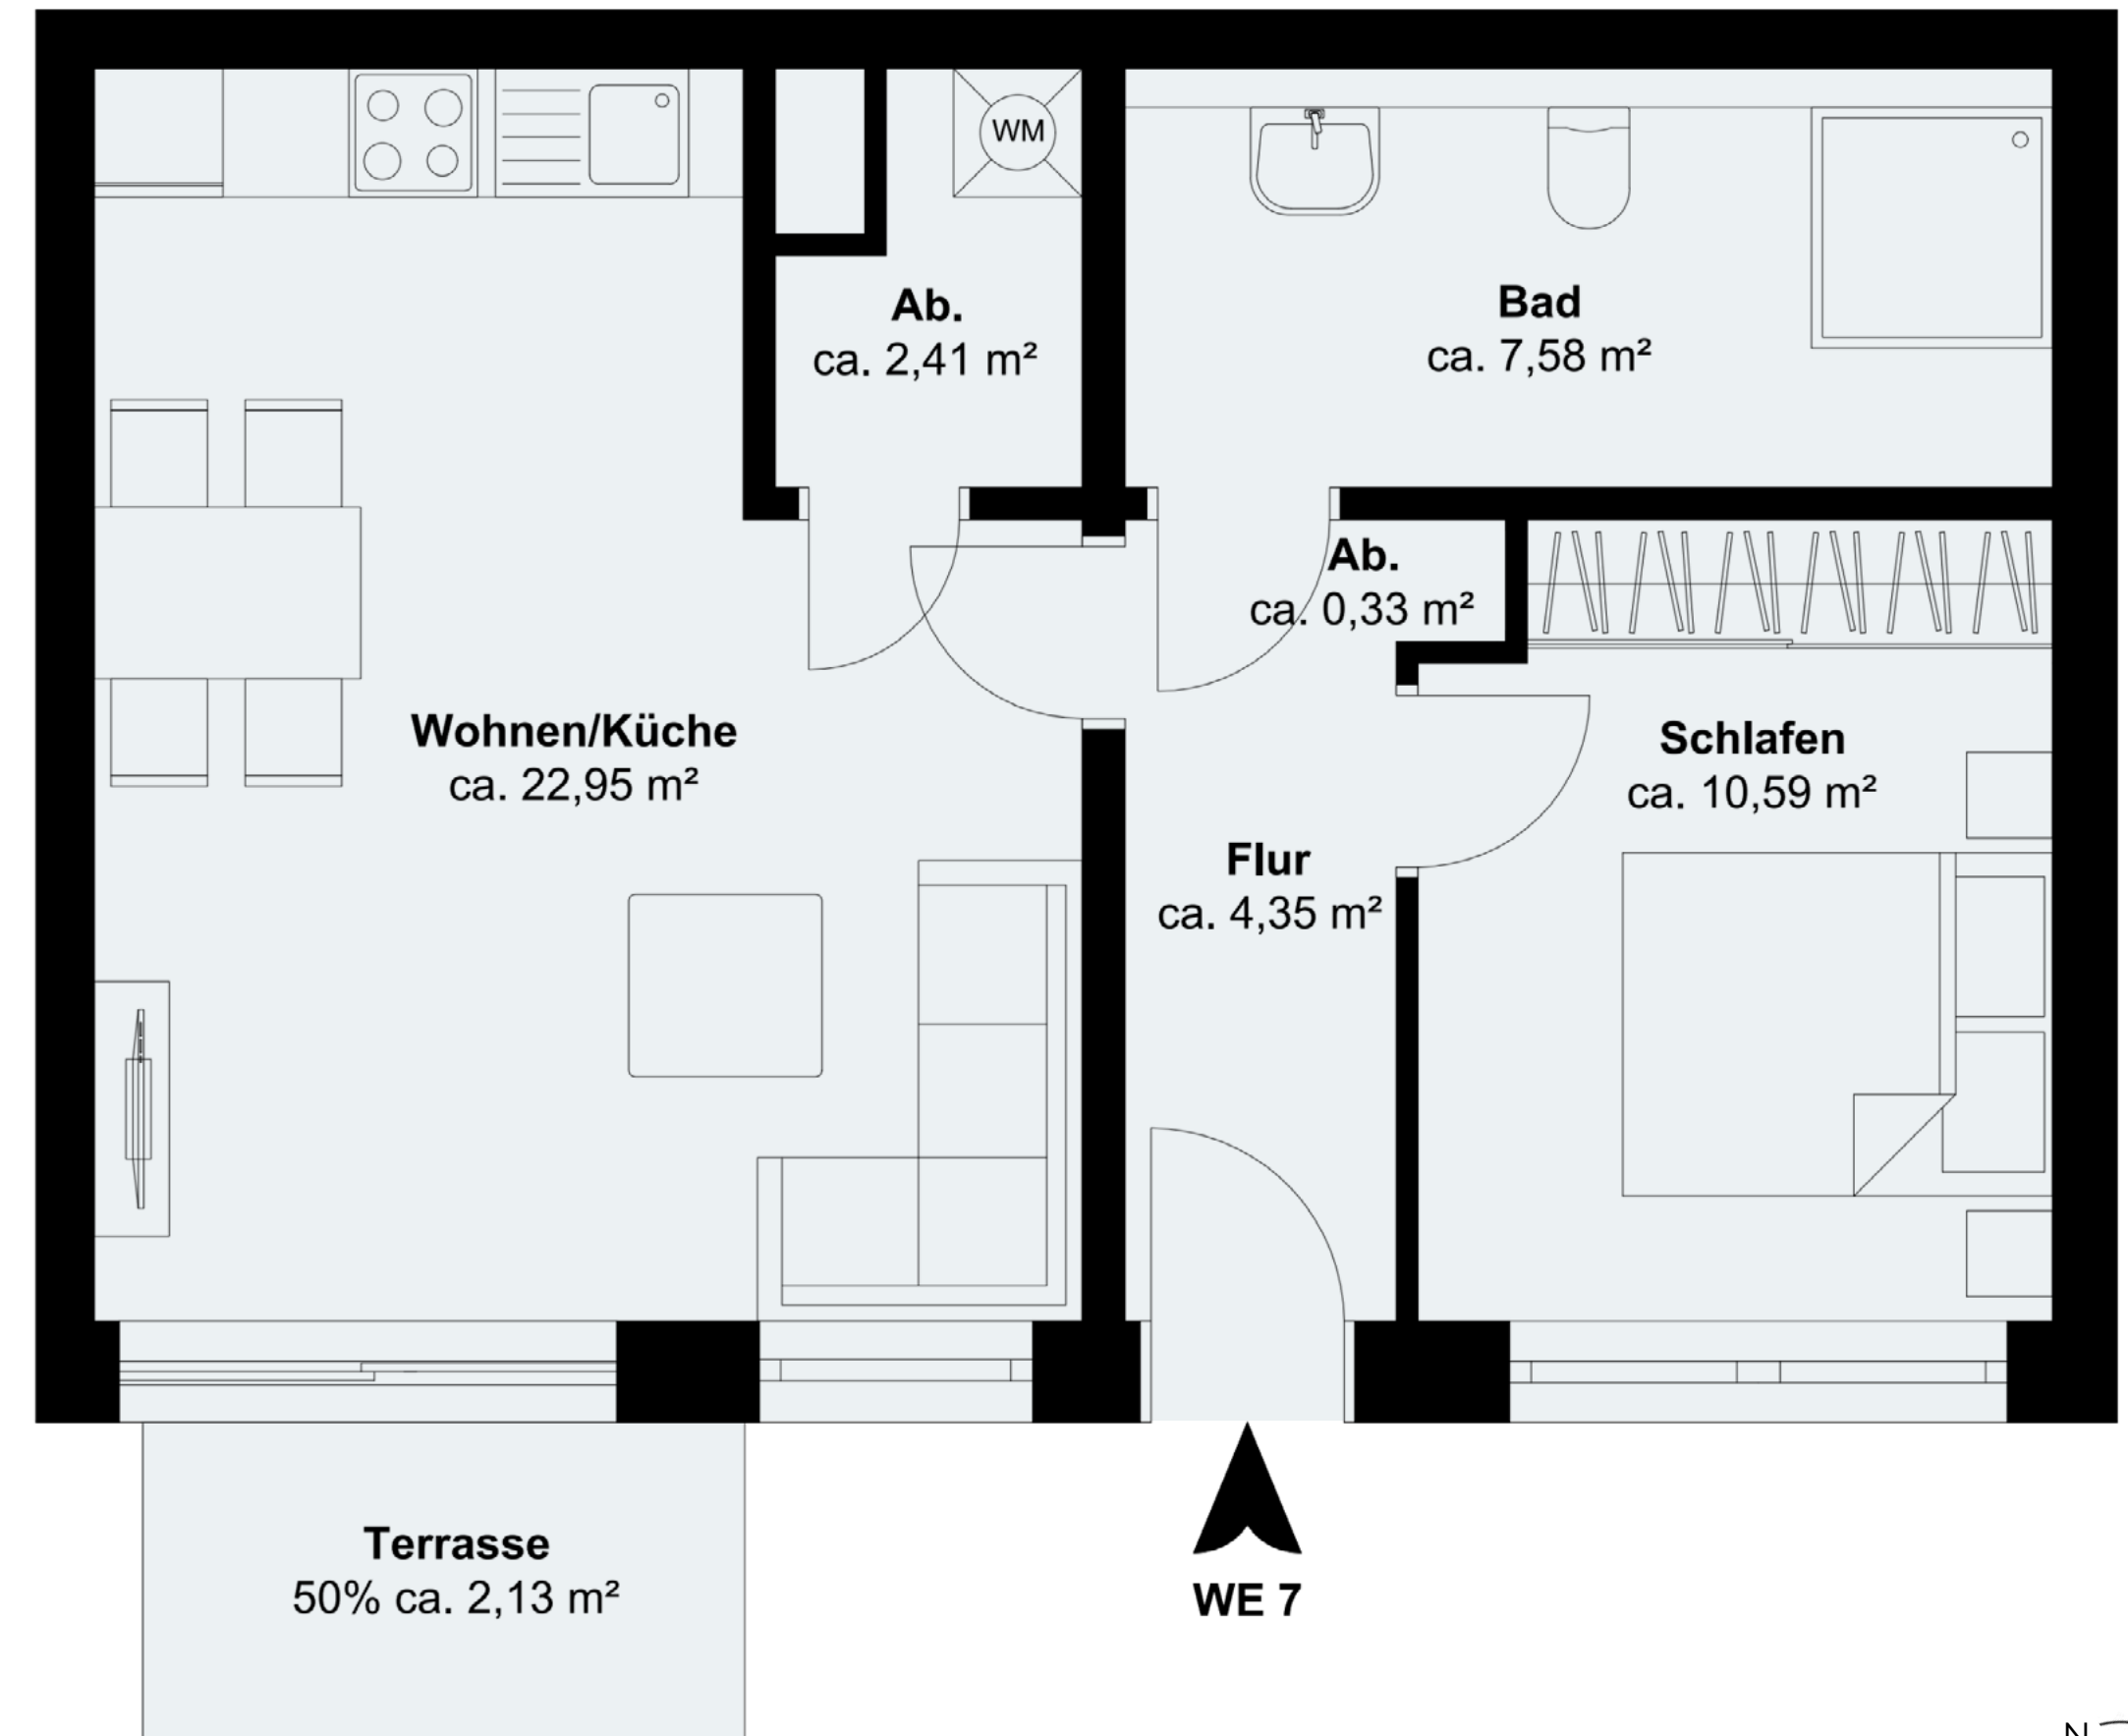 WM
Ab.
ca. 2,41 m²
Bad
ca. 7,58 m²
Ab.
ca. 0,33 m²
Wohnen/Küche
ca. 22,95 m²
Schlafen
ca. 10,59 m²
Flur
ca. 4,35 m²
Terrasse
50% ca. 2,13 m²
WE 7
N